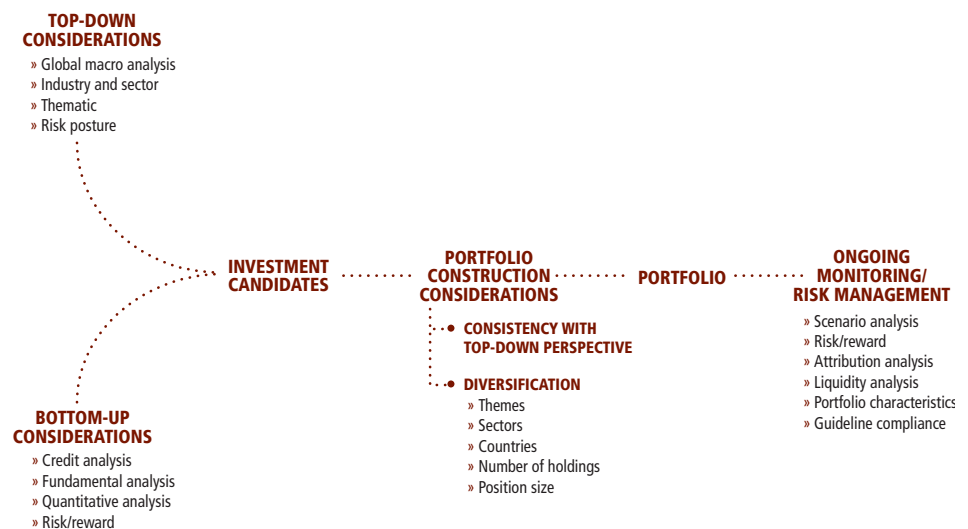 TOP-DOWN
CONSIDERATIONS
» Global macro analysis
» Industry and sector
» Thematic
» Risk posture
BOTTOM-UP
CONSIDERATIONS
» Credit analysis
» Fundamental analysis
» Quantitative analysis
» Risk/reward
INVESTMENT
CANDIDATES
PORTFOLIO
CONSTRUCTION
CONSIDERATIONS
• CONSISTENCY WITH
TOP-DOWN PERSPECTIVE
• DIVERSIFICATION
» Themes
» Sectors
» Countries
» Number of holdings
» Position size
PORTFOLIO
ONGOING
MONITORING/
RISK MANAGEMENT
» Scenario analysis
» Risk/reward
» Attribution analysis
» Liquidity analysis
» Portfolio characteristics
» Guideline compliance